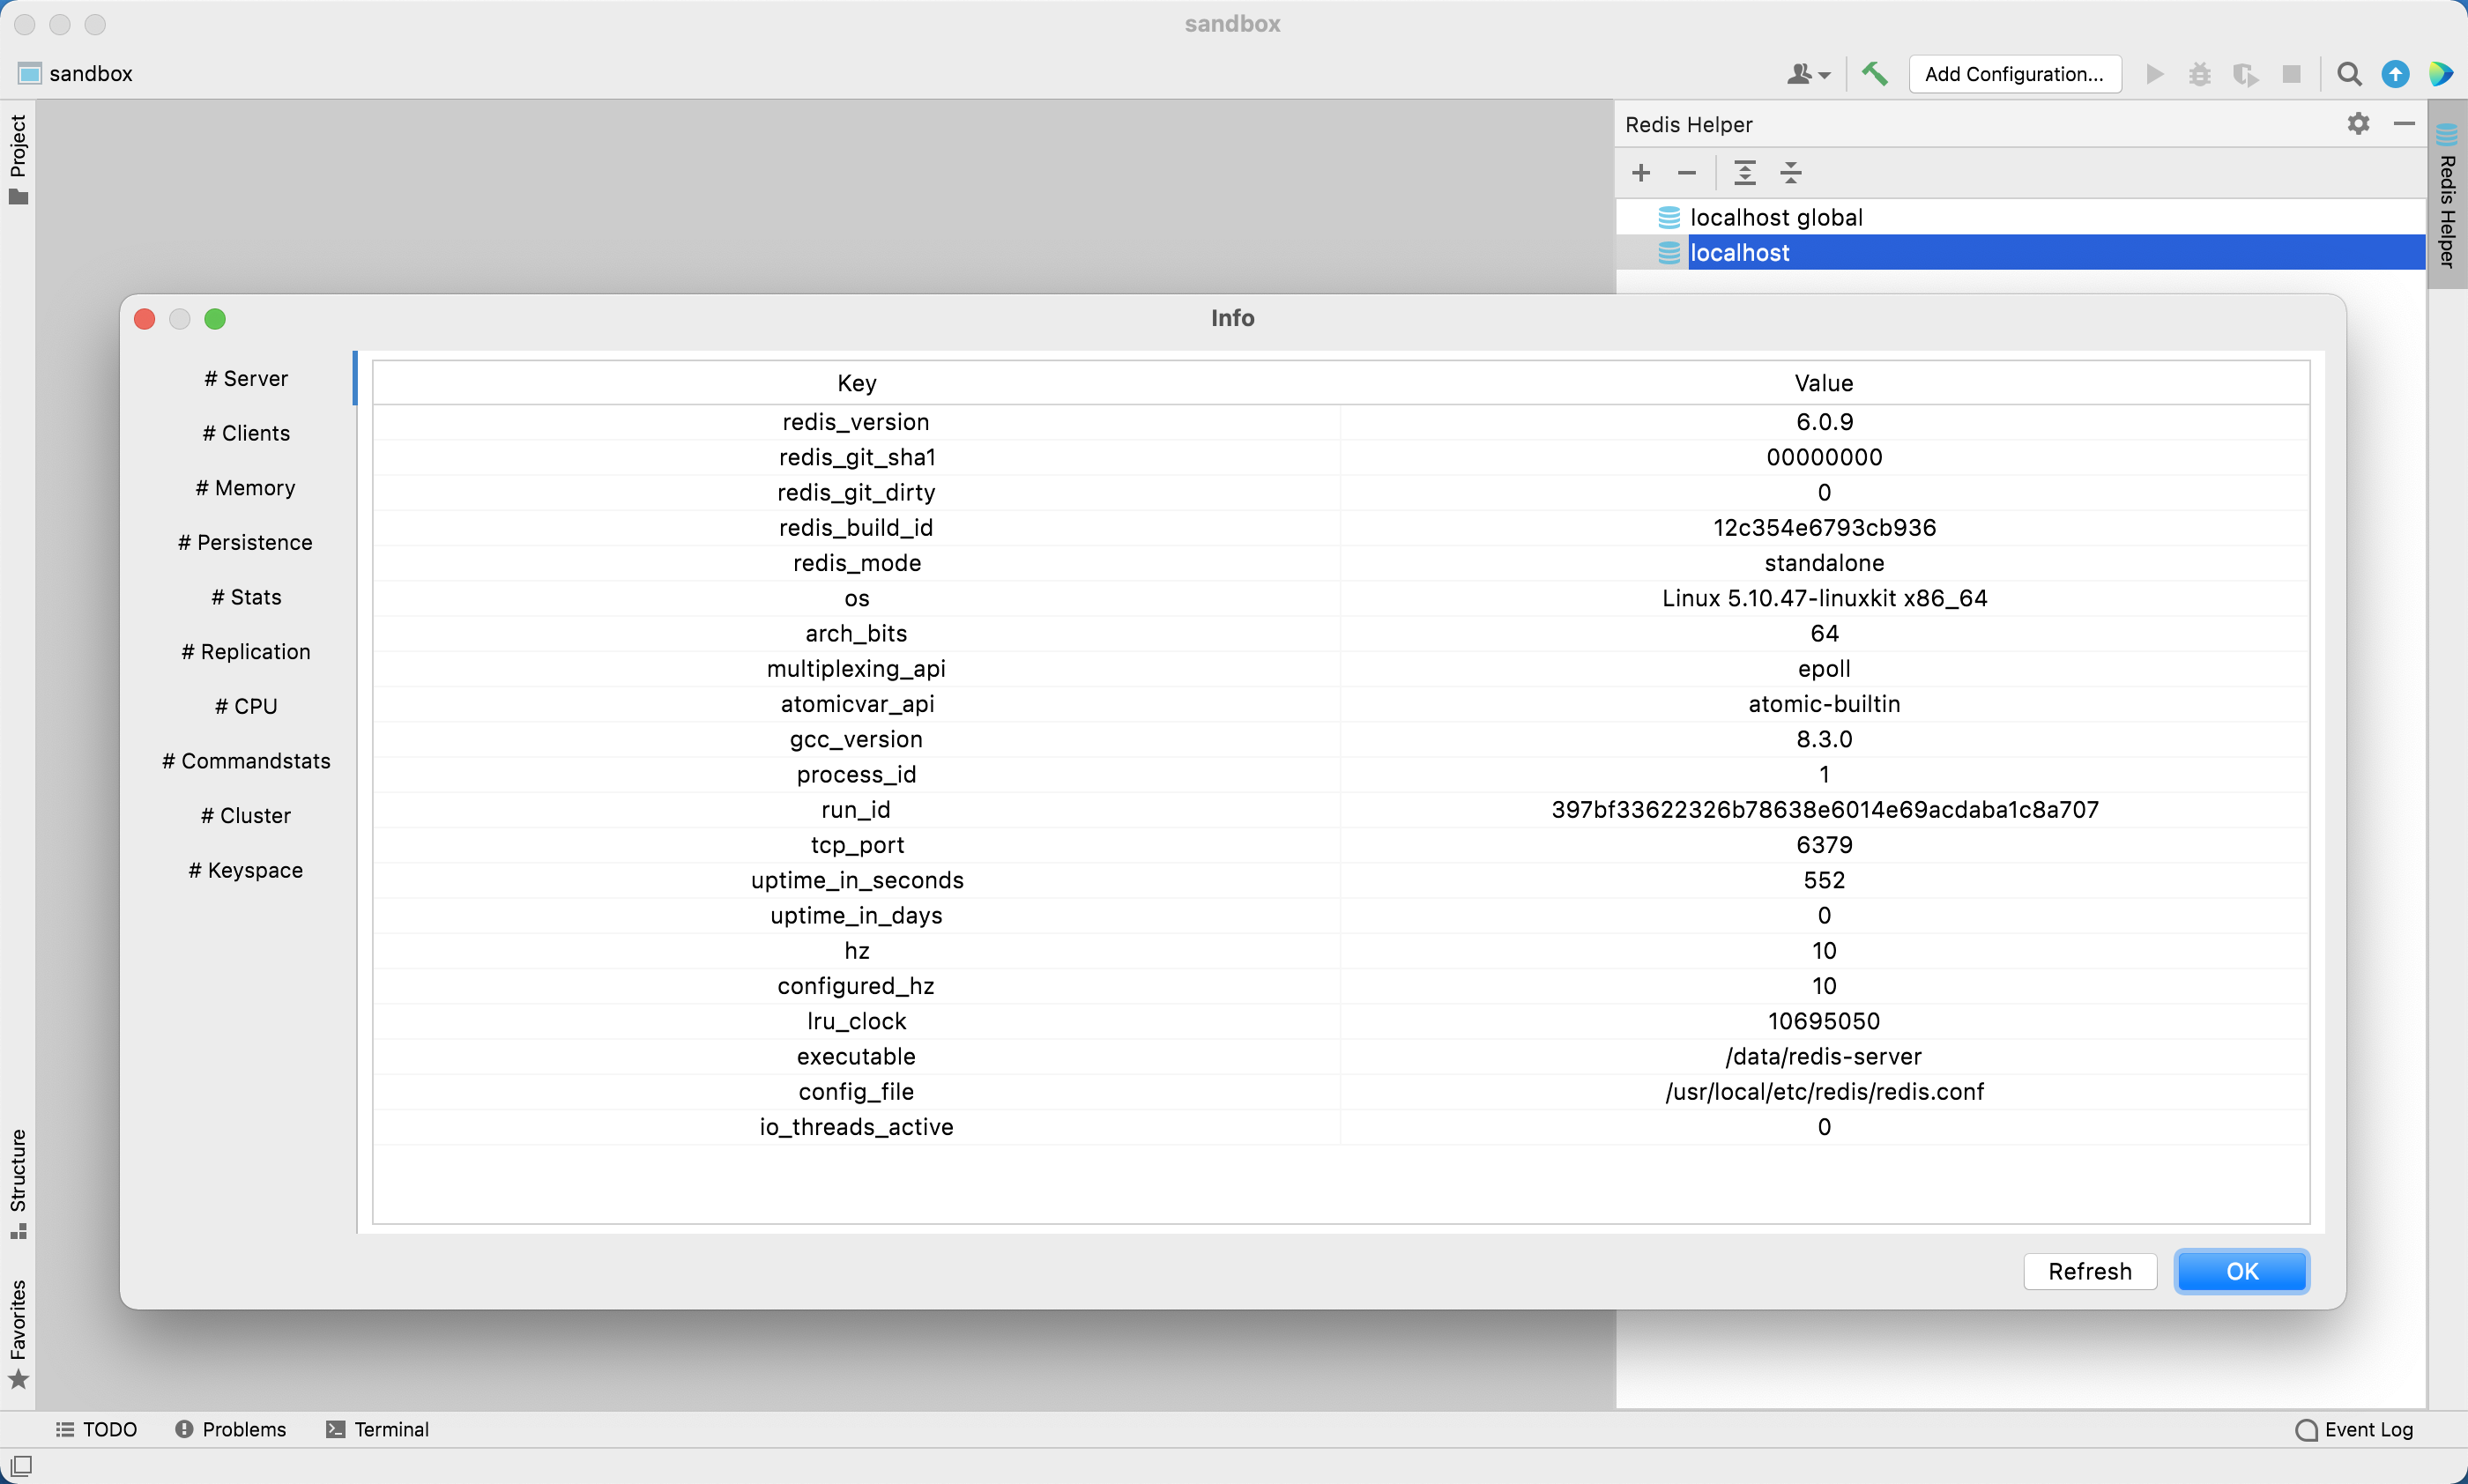 sandbox
sandbox
Add Configuration...
Project
Redis Helper
Redis Helper
localhost global
localhost
Info
# Server
# Clients
# Memory
# Persistence
# Stats
# Replication
# CPU
# Commandstats
# Cluster
# Keyspace
Key Value
redis_version 6.0.9
redis_git_sha1 00000000
redis_git_dirty 0
redis_build_id 12c354e6793cb936
redis_mode standalone
os Linux 5.10.47-linuxkit x86_64
arch_bits 64
multiplexing_api epoll
atomicvar_api atomic-builtin
gcc_version 8.3.0
process_id 1
run_id 397bf33622326b78638e6014e69acdaba1c8a707
tcp_port 6379
uptime_in_seconds 552
uptime_in_days 0
hz 10
configured_hz 10
lru_clock 10695050
executable /data/redis-server
config_file /usr/local/etc/redis/redis.conf
io_threads_active 0
Refresh OK
Structure
Favorites
TODO Problems Terminal Event Log